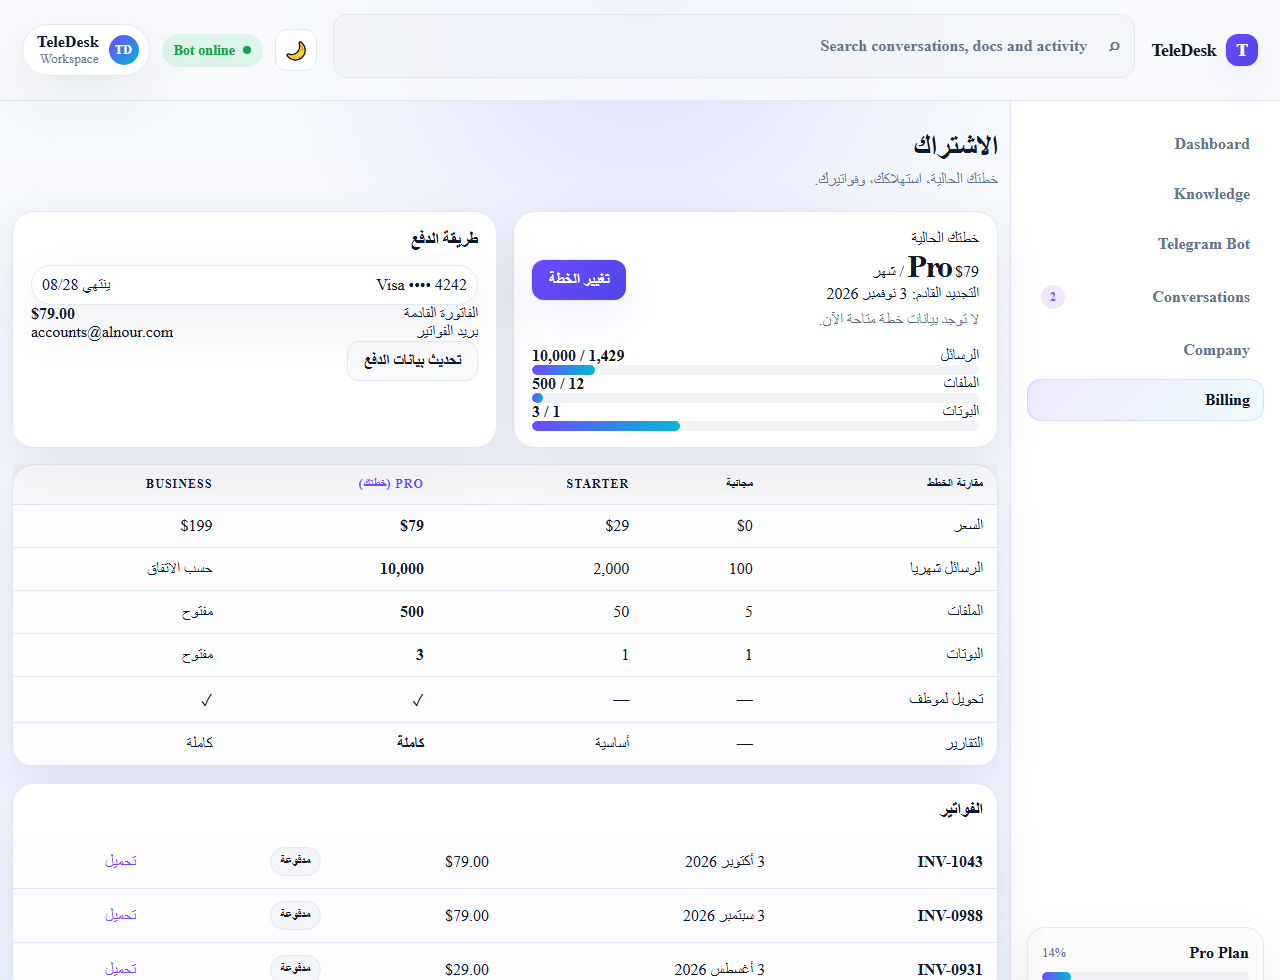 T TeleDesk
⌕ Search conversations, docs and activity
🌙
Bot online
TD TeleDesk
Workspace
Dashboard
Knowledge
Telegram Bot
Conversations 2
Company
Billing
Pro Plan 14%
الاشتراك
خطتك الحالية، استهلاكك، وفواتيرك.
خطتك الحالية
Pro $79 / شهر
التجديد القادم: 3 نوفمبر 2026
لا توجد بيانات خطة متاحة الآن.
تغيير الخطة
الرسائل 1,429 / 10,000
الملفات 12 / 500
البوتات 1 / 3
طريقة الدفع
Visa •••• 4242 ينتهي 08/28
الفاتورة القادمة $79.00
بريد الفواتير accounts@alnour.com
تحديث بيانات الدفع
مقارنة الخطط مجانية STARTER PRO (خطتك) BUSINESS
السعر $0 $29 $79 $199
الرسائل شهريا 100 2,000 10,000 حسب الاتفاق
الملفات 5 50 500 مفتوح
البوتات 1 1 3 مفتوح
تحويل لموظف — — ✓ ✓
التقارير — أساسية كاملة كاملة
الفواتير
INV-1043 3 أكتوبر 2026 $79.00 مدفوعة تحميل
INV-0988 3 سبتمبر 2026 $79.00 مدفوعة تحميل
INV-0931 3 أغسطس 2026 $29.00 مدفوعة تحميل